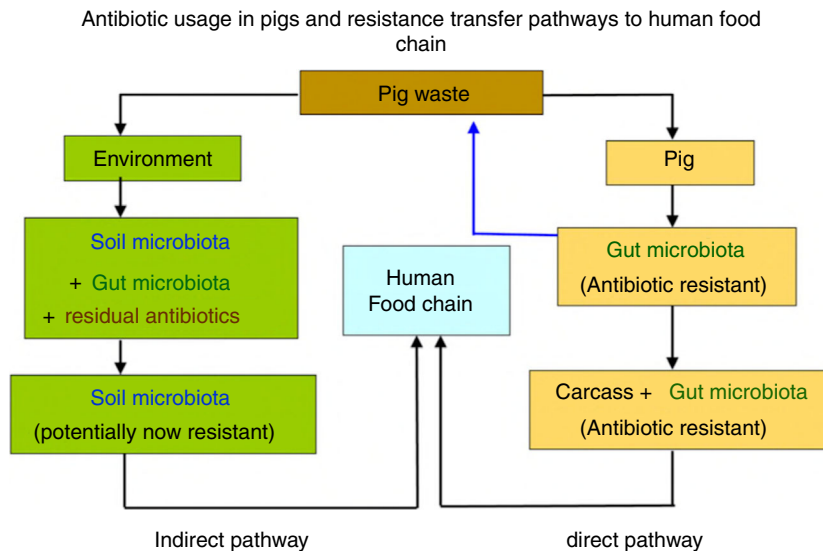 Antibiotic usage in pigs and resistance transfer pathways to human food
chain
Pig waste
Environment
Soil microbiota
+ Gut microbiota
+ residual antibiotics
Soil microbiota
(potentially now resistant)
Human
Food chain
Pig
Gut microbiota
(Antibiotic resistant)
Carcass + Gut microbiota
(Antibiotic resistant)
Indirect pathway
direct pathway